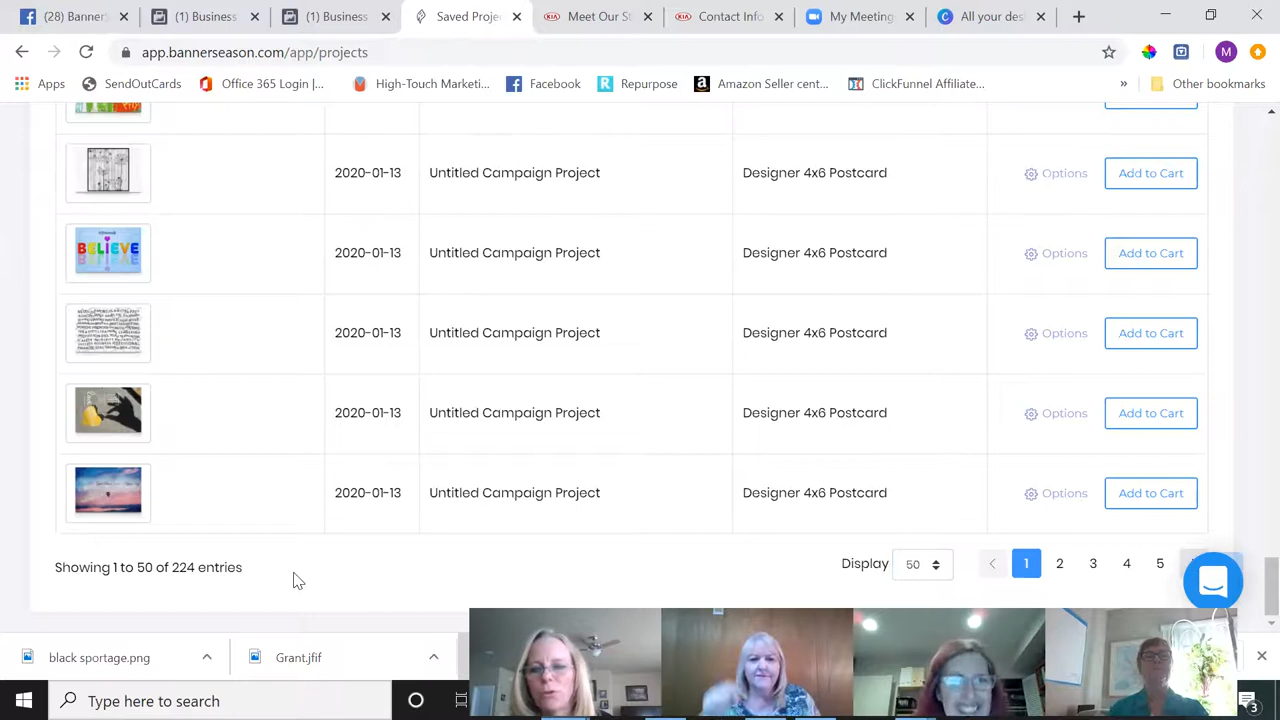 (28) Banner
(1) Business
(1) Business
Saved Proje
KIA
Meet Our St
KIA
Contact Info
My Meeting
All your des
app.bannerseason.com/app/projects
M
Apps
SendOutCards
Office 365 Login |...
High-Touch Marketi...
Facebook
Repurpose
Amazon Seller cent...
ClickFunnel Affiliate...
»
Other bookmarks
2020-01-13 Untitled Campaign Project Designer 4x6 Postcard Options Add to Cart
BELIEVE
2020-01-13 Untitled Campaign Project Designer 4x6 Postcard Options Add to Cart
2020-01-13 Untitled Campaign Project Designer 4x6 Postcard Options Add to Cart
2020-01-13 Untitled Campaign Project Designer 4x6 Postcard Options Add to Cart
2020-01-13 Untitled Campaign Project Designer 4x6 Postcard Options Add to Cart
Showing 1 to 50 of 224 entries
Display 50 1 2 3 4 5
black sportage.png
Grant.jfif
Type here to search
3